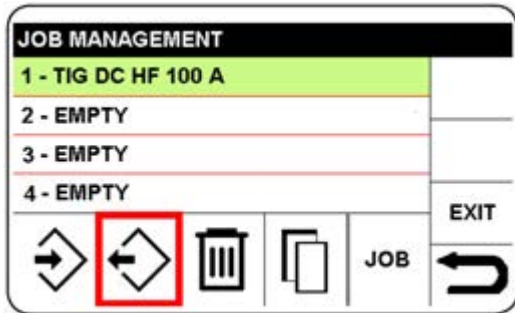 JOB MANAGEMENT
1 - TIG DC HF 100 A
2 - EMPTY
3 - EMPTY
4 - EMPTY
EXIT
JOB